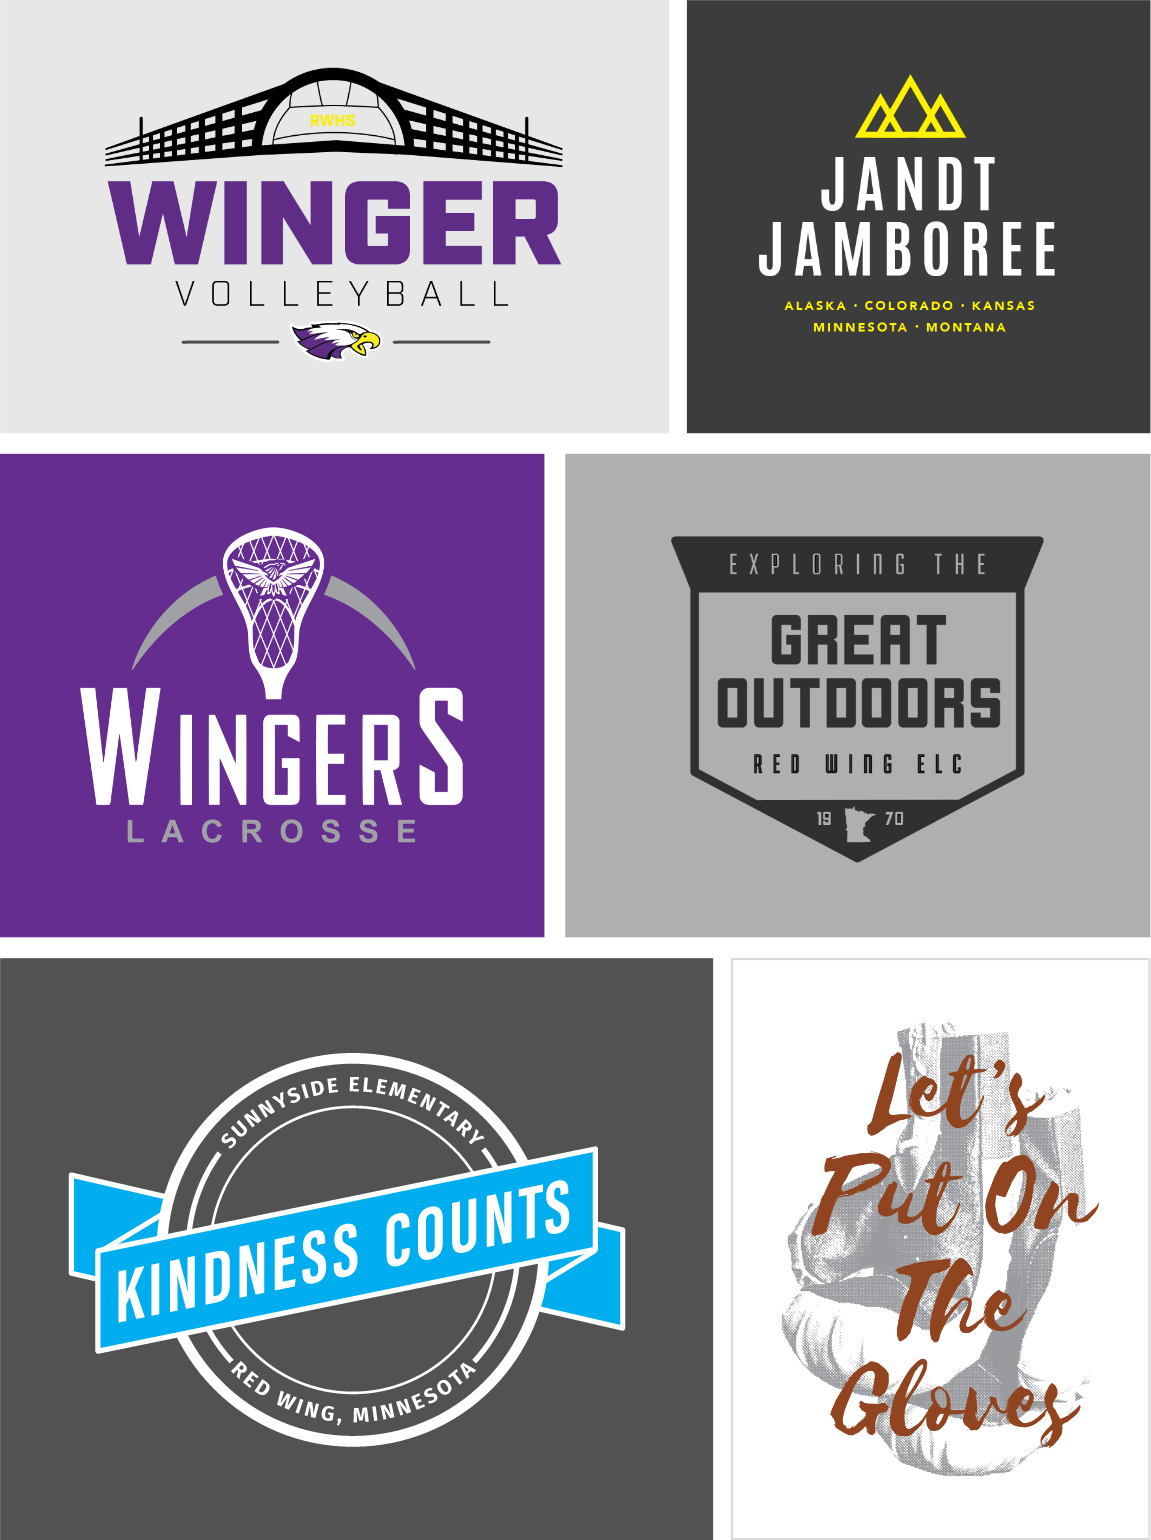 RWHS
WINGER
VOLLEYBALL
JANDT
JAMBOREE
ALASKA · COLORADO · KANSAS
MINNESOTA · MONTANA
WINGERS
LACROSSE
EXPLORING THE
GREAT
OUTDOORS
RED WING ELC
19 70
SUNNYSIDE ELEMENTARY
KINDNESS COUNTS
RED WING, MINNESOTA
Let's
Put On
The
Gloves